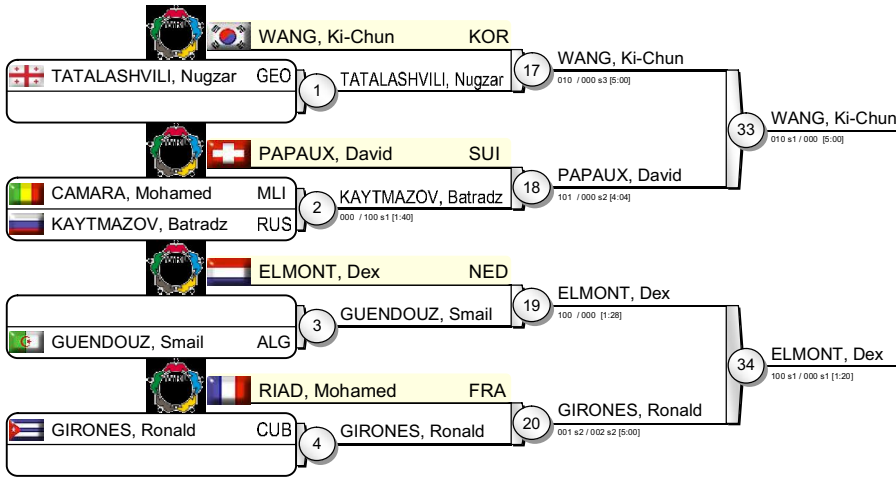 WANG, Ki-Chun KOR
TATALASHVILI, Nugzar GEO
1
TATALASHVILI, Nugzar
17
WANG, Ki-Chun
010 / 000 s3 [5:00]
33
WANG, Ki-Chun
010 s1 / 000 [5:00]
PAPAUX, David SUI
CAMARA, Mohamed MLI
KAYTMAZOV, Batradz RUS
2
KAYTMAZOV, Batradz
000 / 100 s1 [1:40]
18
PAPAUX, David
101 / 000 s2 [4:04]
ELMONT, Dex NED
GUENDOUZ, Smail ALG
3
GUENDOUZ, Smail
19
ELMONT, Dex
100 / 000 [1:28]
34
ELMONT, Dex
100 s1 / 000 s1 [1:20]
RIAD, Mohamed FRA
GIRONES, Ronald CUB
4
GIRONES, Ronald
20
GIRONES, Ronald
001 s2 / 002 s2 [5:00]